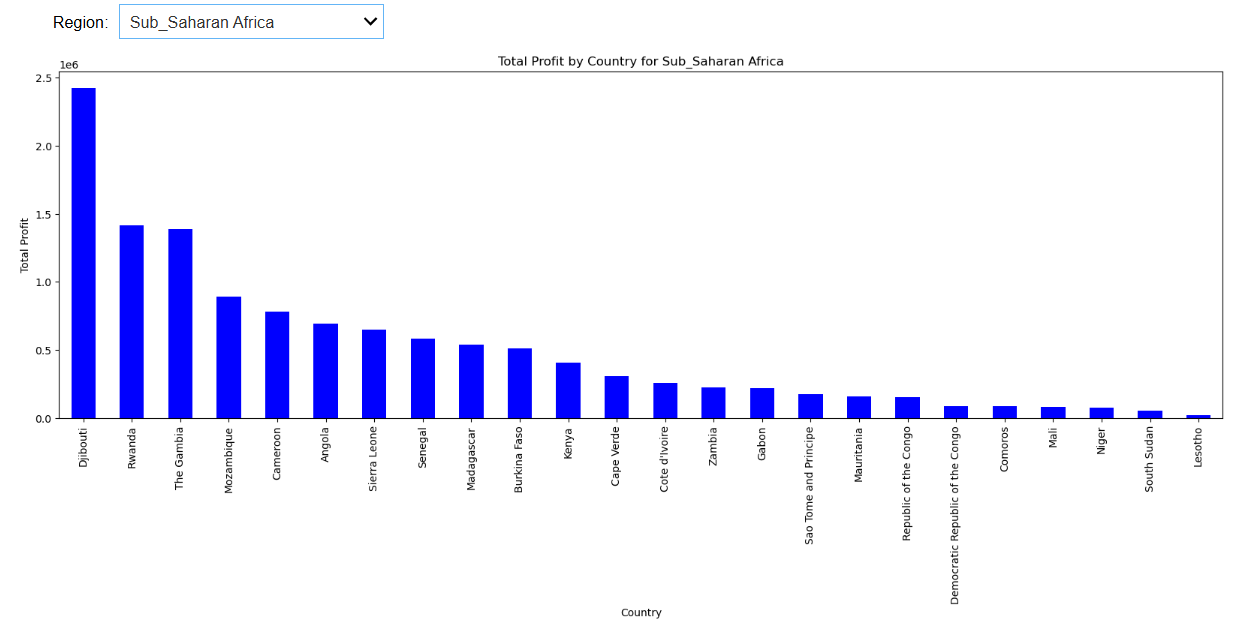 Region: Sub_Saharan Africa
Total Profit by Country for Sub_Saharan Africa
1e6
2.5
2.0
1.5
1.0
0.5
0.0
Total Profit
Djibouti
Rwanda
The Gambia
Mozambique
Cameroon
Angola
Sierra Leone
Senegal
Madagascar
Burkina Faso
Kenya
Cape Verde
Cote d'Ivoire
Zambia
Gabon
Sao Tome and Principe
Mauritania
Republic of the Congo
Democratic Republic of the Congo
Comoros
Mali
Niger
South Sudan
Lesotho
Country